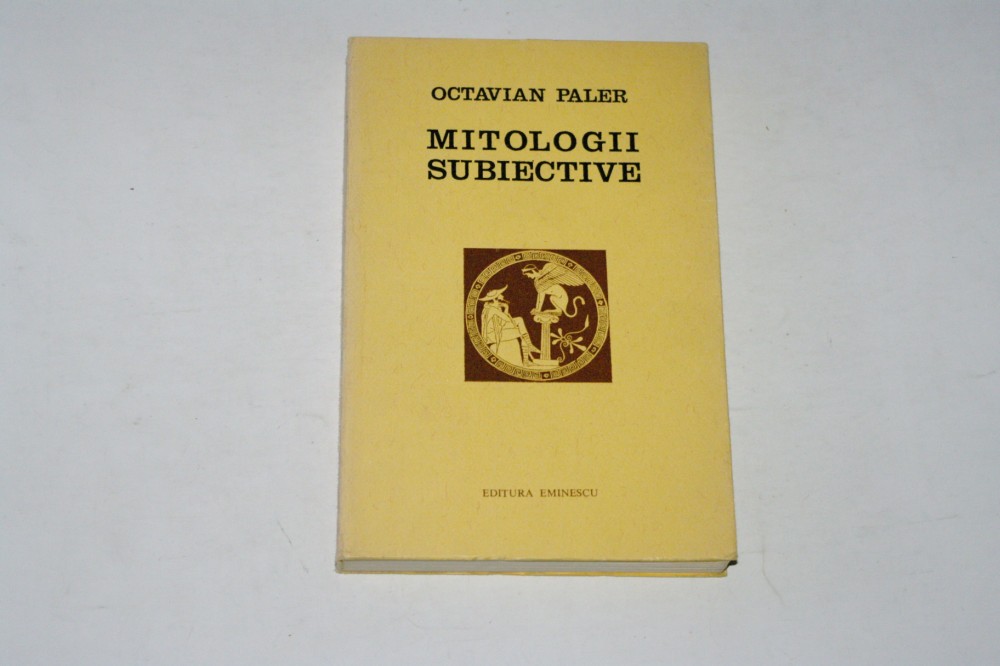 OCTAVIAN PALER
MITOLOGII
SUBIECTIVE
EDITURA EMINESCU